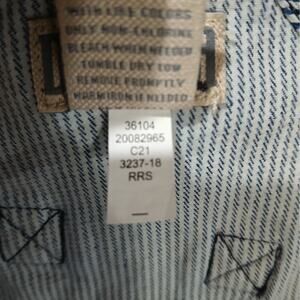 WITH LIKE COLORS
ONLY NON-CHLORINE
BLEACH WHEN NEEDED
TUMBLE DRY LOW
REMOVE PROMPTLY
WARM IRON IF NEEDED
36104
20082965
C21
3237-18
RRS